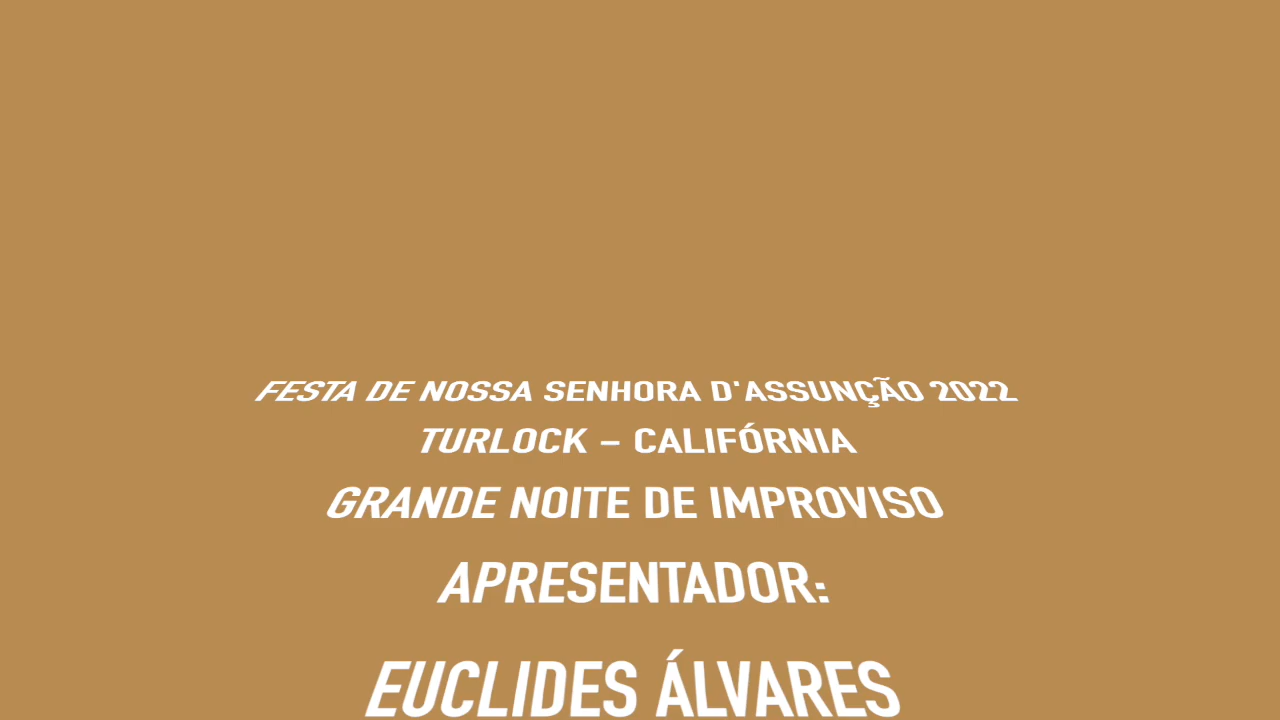 FESTA DE NOSSA SENHORA D'ASSUNÇÃO 2022
TURLOCK – CALIFÓRNIA
GRANDE NOITE DE IMPROVISO
APRESENTADOR:
EUCLIDES ÁLVARES